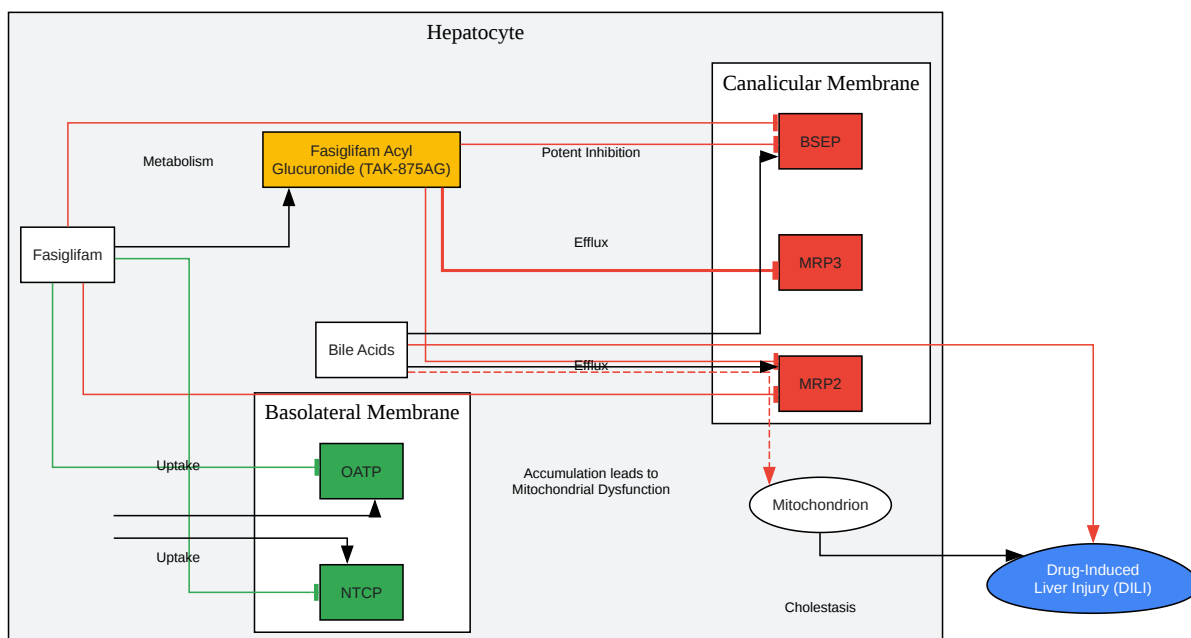 Hepatocyte
Canalicular Membrane
BSEP
Metabolism
Fasiglifam Acyl
Glucuronide (TAK-875AG)
Potent Inhibition
Fasiglifam
Efflux
MRP3
Bile Acids
Efflux
MRP2
Basolateral Membrane
Uptake
OATP
Accumulation leads to
Mitochondrial Dysfunction
Mitochondrion
Uptake
NTCP
Drug-Induced
Liver Injury (DILI)
Cholestasis